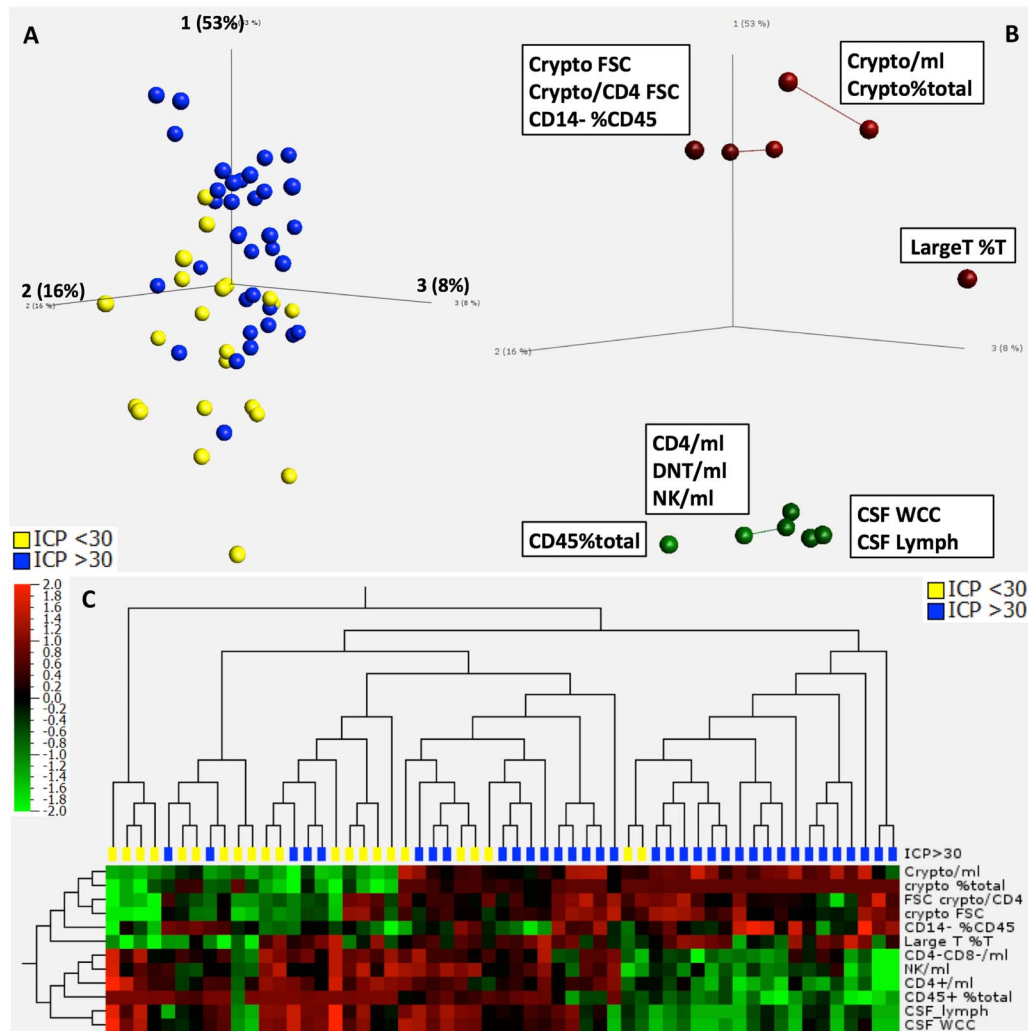 A
1 (53%)
2 (16%)
2 (16 %)
3 (8%)
3 (8 %)
ICP <30
ICP >30
B
1 (53%)
Crypto FSC
Crypto/CD4 FSC
CD14- %CD45
Crypto/ml
Crypto%total
LargeT %T
2 (16 %)
3 (8 %)
CD4/ml
DNT/ml
NK/ml
CD45%total
CSF WCC
CSF Lymph
C
2.0
1.8
1.6
1.4
1.2
1.0
0.8
0.6
0.4
0.2
0.0
-0.2
-0.4
-0.6
-0.8
-1.0
-1.2
-1.4
-1.6
-1.8
-2.0
ICP <30
ICP >30
ICP>30
Crypto/ml
crypto %total
FSC crypto/CD4
crypto FSC
CD14- %CD45
Large T %T
CD4-CD8-/ml
NK/ml
CD4+/ml
CD45+ %total
CSF_lymph
CSF WCC